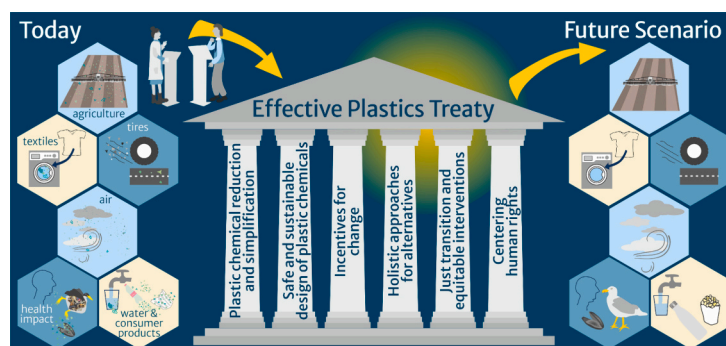 Today
Future Scenario
agriculture
textiles
tires
air
health
impact
water &
consumer
products
Effective Plastics Treaty
Plastic chemical reduction
and simplification
Safe and sustainable
design of plastic chemicals
Incentives for
change
Holistic approaches
for alternatives
Just transition and
equitable interventions
Centering
human rights